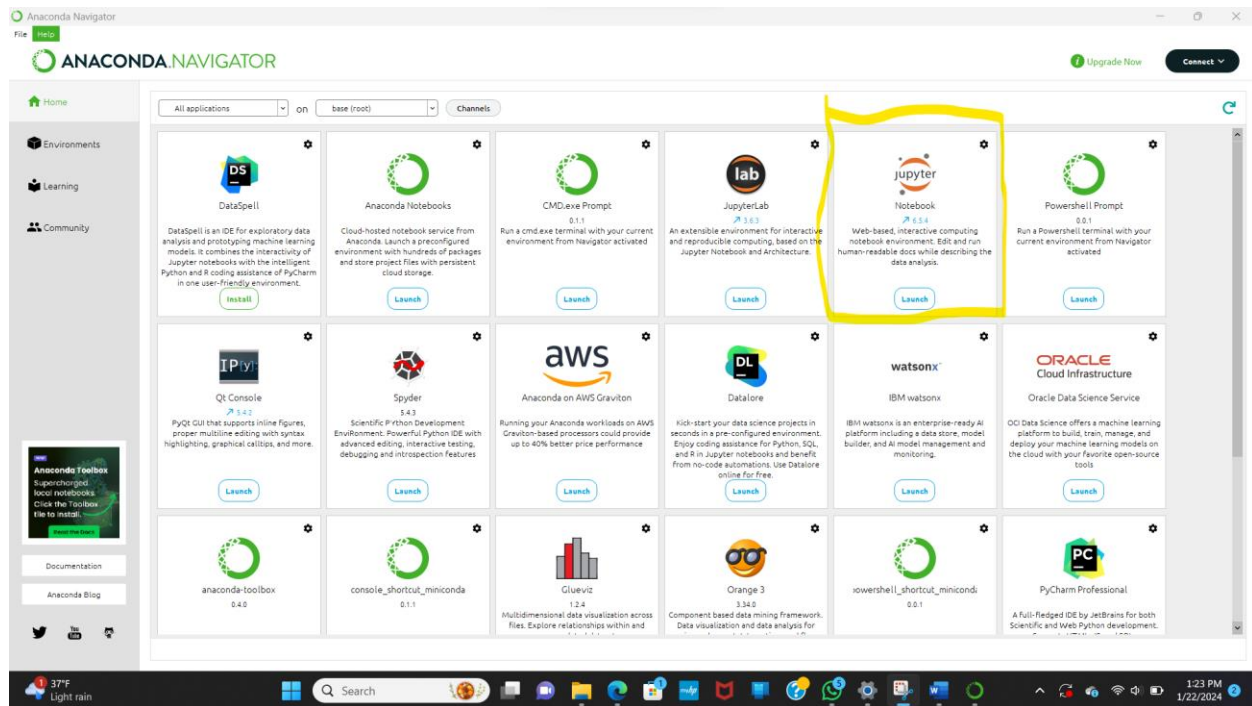 Anaconda Navigator
File Help
ANACONDA.NAVIGATOR
Upgrade Now
Connect
Home
All applications on base (root) Channels
Environments
Learning
Community
DS
DataSpell
DataSpell is an IDE for exploratory data
analysis and prototyping machine learning
models. It combines the interactivity of
Jupyter notebooks with the intelligent
Python and R coding assistance of PyCharm
in one user-friendly environment.
Install
Anaconda Notebooks
Cloud-hosted notebook service from
Anaconda. Launch a preconfigured
environment with hundreds of packages
and store project files with persistent
cloud storage.
Launch
CMD.exe Prompt
0.1.1
Run a cmd.exe terminal with your current
environment from Navigator activated
Launch
lab
JupyterLab
3.6.3
An extensible environment for interactive
and reproducible computing, based on the
Jupyter Notebook and Architecture.
Launch
jupyter
Notebook
6.5.4
Web-based, interactive computing
notebook environment. Edit and run
human-readable docs while describing the
data analysis.
Launch
Powershell Prompt
0.0.1
Run a Powershell terminal with your
current environment from Navigator
activated
Launch
IP[y]:
Qt Console
5.4.2
PyQt GUI that supports inline figures,
proper multiline editing with syntax
highlighting, graphical calltips, and more.
Launch
Spyder
5.4.3
Scientific PYthon Development
EnviRonment. Powerful Python IDE with
advanced editing, interactive testing,
debugging and introspection features
Launch
aws
Anaconda on AWS Graviton
Running your Anaconda workloads on AWS
Graviton-based processors could provide
up to 40% better price performance
Launch
DL
Datalore
Kick-start your data science projects in
seconds in a pre-configured environment.
Enjoy coding assistance for Python, SQL,
and R in Jupyter notebooks and benefit
from no-code automations. Use Datalore
online for free.
Launch
watsonx
IBM watsonx
IBM watsonx is an enterprise-ready AI
platform including a data store, model
builder, and AI model management and
monitoring.
Launch
ORACLE
Cloud Infrastructure
Oracle Data Science Service
OCI Data Science offers a machine learning
platform to build, train, manage, and
deploy your machine learning models on
the cloud with your favorite open-source
tools
Launch
anaconda-toolbox
0.4.0
console_shortcut_miniconda
0.1.1
Glueviz
1.2.4
Multidimensional data visualization across
files. Explore relationships within and
Orange 3
3.34.0
Component based data mining framework.
Data visualization and data analysis for
powershell_shortcut_minicond
0.0.1
PC
PyCharm Professional
A full-fledged IDE by JetBrains for both
Scientific and Web Python development.
Anaconda Toolbox
Supercharged
local notebooks.
Click the Toolbox
tile to install.
Read the Docs
Documentation
Anaconda Blog
You
Tube
1
37°F
Light rain
Search
1:23 PM
1/22/2024
2